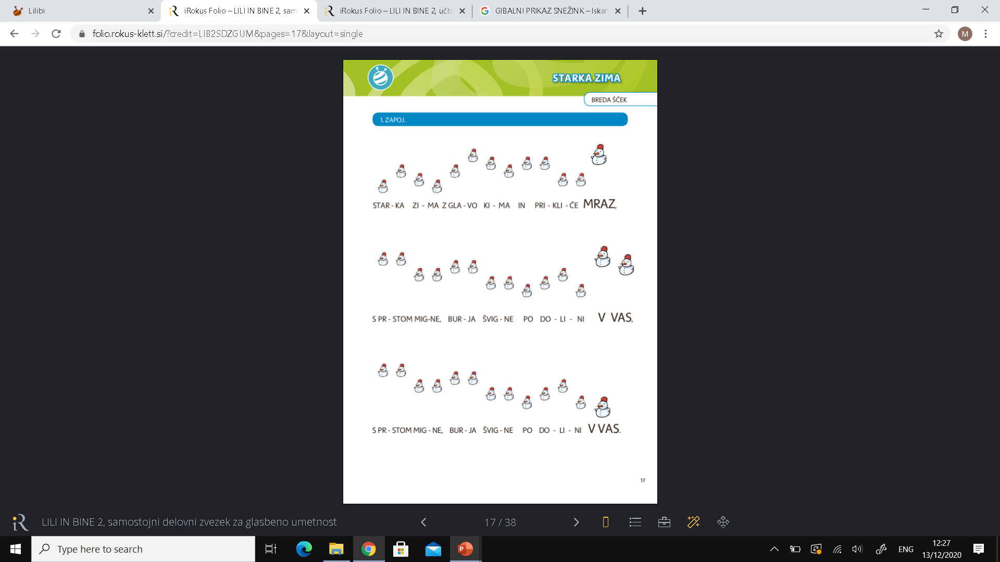 Lilibi
iRokus Folio – LILI IN BINE 2, sam
iRokus Folio – LILI IN BINE 2, učbe
GIBALNI PRIKAZ SNEŽINK – Iskan
folio.rokus-klett.si/?credit=LIB2SDZGUM&pages=17&layout=single
M
STARKA ZIMA
BREDA ŠČEK
1. ZAPOJ.
STAR - KA ZI - MA Z GLA - VO KI - MA IN PRI - KLI - ČE MRAZ,
S PR - STOM MIG-NE, BUR - JA ŠVIG - NE PO DO - LI - NI V VAS,
S PR - STOM MIG - NE, BUR - JA ŠVIG - NE PO DO - LI - NI V VAS.
17
iR
LILI IN BINE 2, samostojni delovni zvezek za glasbeno umetnost
17 / 38
Type here to search
ENG
12:27
13/12/2020